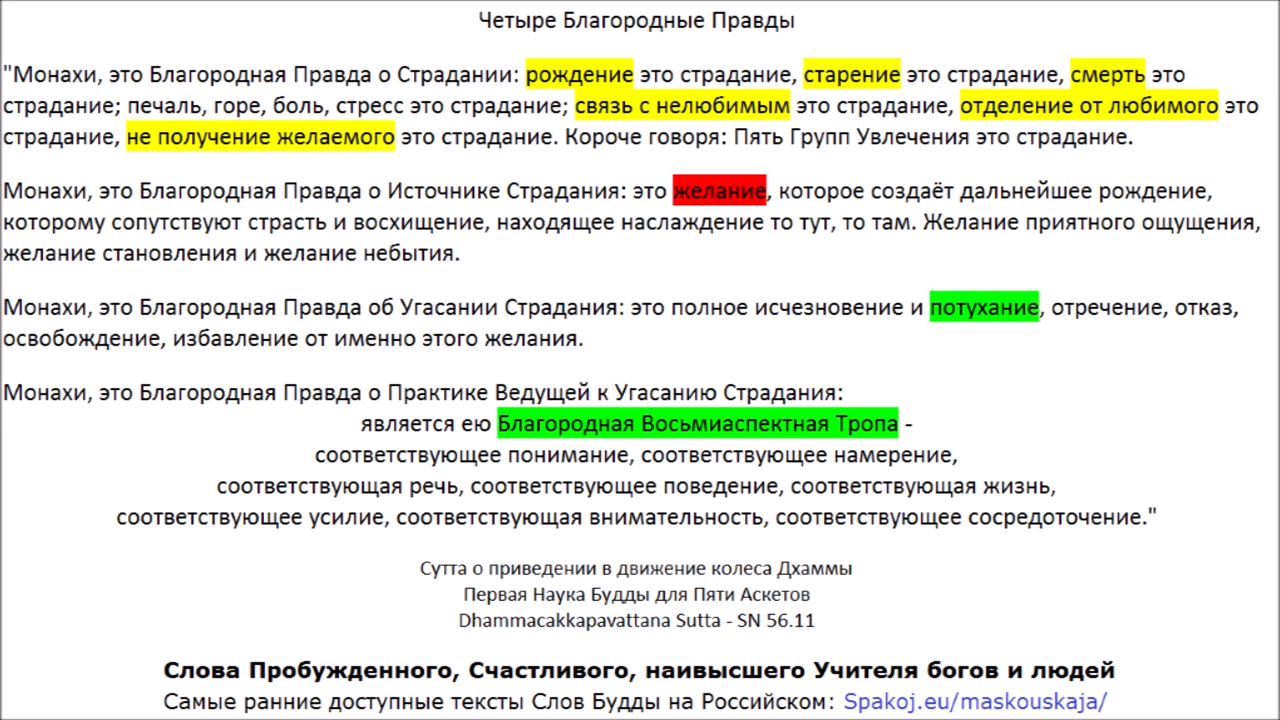 Четыре Благородные Правды
"Монахи, это Благородная Правда о Страдании: рождение это страдание, старение это страдание, смерть это
страдание; печаль, горе, боль, стресс это страдание; связь с нелюбимым это страдание, отделение от любимого это
страдание, не получение желаемого это страдание. Короче говоря: Пять Групп Увлечения это страдание.
Монахи, это Благородная Правда о Источнике Страдания: это желание, которое создаёт дальнейшее рождение,
которому сопутствуют страсть и восхищение, находящее наслаждение то тут, то там. Желание приятного ощущения,
желание становления и желание небытия.
Монахи, это Благородная Правда об Угасании Страдания: это полное исчезновение и потухание, отречение, отказ,
освобождение, избавление от именно этого желания.
Монахи, это Благородная Правда о Практике Ведущей к Угасанию Страдания:
является ею Благородная Восьмиаспектная Тропа -
соответствующее понимание, соответствующее намерение,
соответствующая речь, соответствующее поведение, соответствующая жизнь,
соответствующее усилие, соответствующая внимательность, соответствующее сосредоточение."
Сутта о приведении в движение колеса Дхаммы
Первая Наука Будды для Пяти Аскетов
Dhammacakkapavattana Sutta - SN 56.11
Слова Пробужденного, Счастливого, наивысшего Учителя богов и людей
Самые ранние доступные тексты Слов Будды на Российском: Spakoj.eu/maskouskaja/